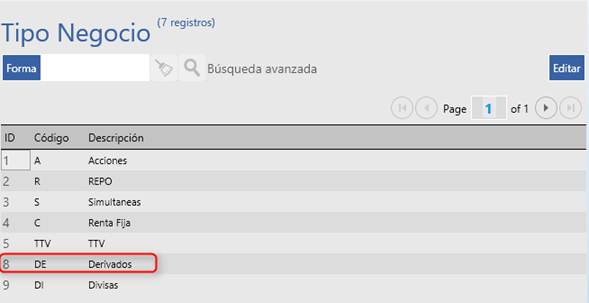 Tipo Negocio (7 registros)
Forma Búsqueda avanzada Editar
Page 1 of 1
ID Código Descripción
1 A Acciones
2 R REPO
3 S Simultaneas
4 C Renta Fija
5 TTV TTV
8 DE Derivados
9 DI Divisas